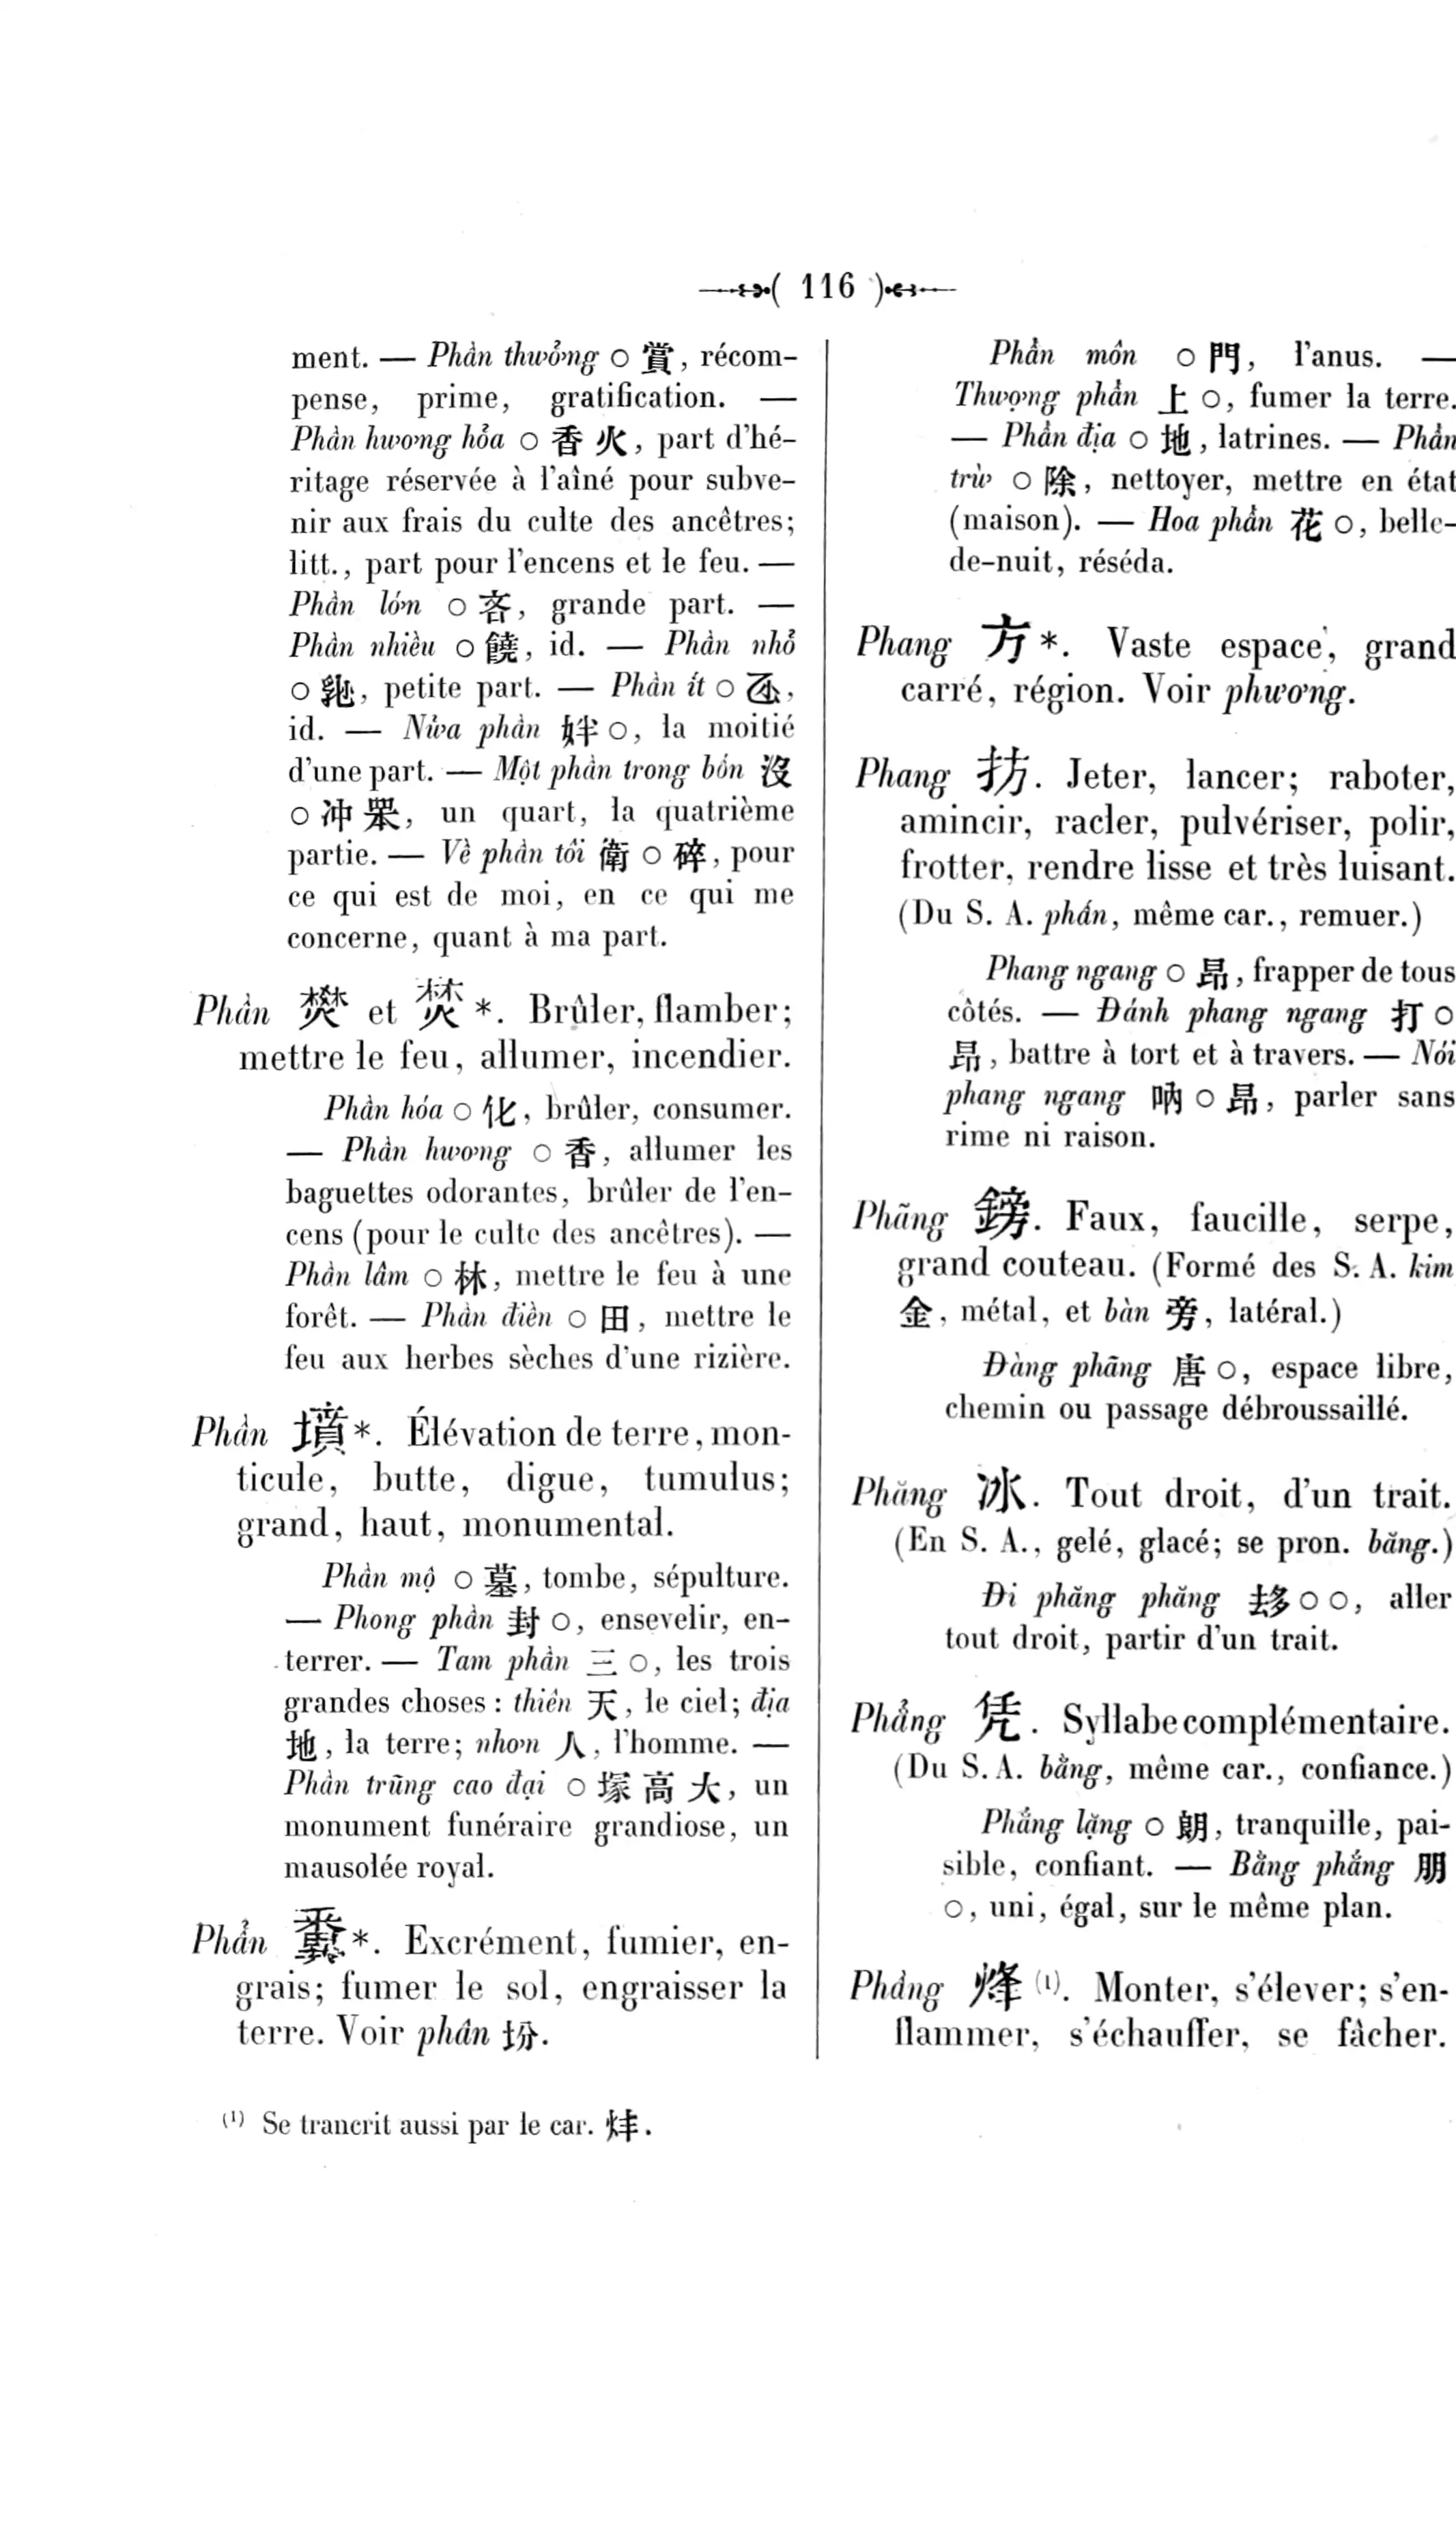 ( 116 )
ment. — Phần thưởng ○ 賞, récom-
pense, prime, gratification. —
Phần hương hỏa ○ 香 火, part d'hé-
ritage réservée à l'aîné pour subve-
nir aux frais du culte des ancêtres;
litt., part pour l'encens et le feu. —
Phần lớn ○ 𡘯, grande part. —
Phần nhiều ○ 饒, id. — Phần nhỏ
○, petite part. — Phần ít ○,
id. — Nửa phần 姅 ○, la moitié
d'une part. — Một phần trong bốn 沒
○ 冲 𦊚, un quart, la quatrième
partie. — Về phần tôi 衛 ○ 碎, pour
ce qui est de moi, en ce qui me
concerne, quant à ma part.
Phần 燓 et 焚 *. Brûler, flamber;
mettre le feu, allumer, incendier.
Phần hóa ○ 化, brûler, consumer.
— Phần hương ○ 香, allumer les
baguettes odorantes, brûler de l'en-
cens (pour le culte des ancêtres). —
Phần lâm ○ 林, mettre le feu à une
forêt. — Phần điền ○ 田, mettre le
feu aux herbes sèches d'une rizière.
Phần 墳 *. Élévation de terre, mon-
ticule, butte, digue, tumulus;
grand, haut, monumental.
Phần mộ ○ 墓, tombe, sépulture.
— Phong phần 封 ○, ensevelir, en-
terrer. — Tam phần 三 ○, les trois
grandes choses : thiên 天, le ciel; địa
地, la terre; nhơn 人, l'homme. —
Phần trũng cao đại ○ 塚 高 大, un
monument funéraire grandiose, un
mausolée royal.
Phẩn 糞 *. Excrément, fumier, en-
grais; fumer le sol, engraisser la
terre. Voir phân 坋.
Phẩn môn ○ 門, l'anus. —
Thượng phẩn 上 ○, fumer la terre.
— Phẩn địa ○ 地, latrines. — Phẩn
trừ ○ 除, nettoyer, mettre en état
(maison). — Hoa phẩn 花 ○, belle-
de-nuit, réséda.
Phang 方 *. Vaste espace, grand
carré, région. Voir phương.
Phang 㧍. Jeter, lancer; raboter,
amincir, racler, pulvériser, polir,
frotter, rendre lisse et très luisant.
(Du S. A. phấn, même car., remuer.)
Phang ngang ○ 昻, frapper de tous
côtés. — Đánh phang ngang 打 ○
昻, battre à tort et à travers. — Nói
phang ngang 吶 ○ 昻, parler sans
rime ni raison.
Phãng 鎊. Faux, faucille, serpe,
grand couteau. (Formé des S. A. kim
金, métal, et bàn 旁, latéral.)
Đàng phãng 唐 ○, espace libre,
chemin ou passage débroussaillé.
Phăng 冰. Tout droit, d'un trait.
(En S. A., gelé, glacé; se pron. băng.)
Đi phăng phăng 𠫾 ○ ○, aller
tout droit, partir d'un trait.
Phẳng 凭. Syllabe complémentaire.
(Du S. A. bằng, même car., confiance.)
Phẳng lặng ○ 朗, tranquille, pai-
sible, confiant. — Bằng phẳng 朋
○, uni, égal, sur le même plan.
Phằng 烽 (1). Monter, s'élever; s'en-
flammer, s'échauffer, se fâcher.
(1) Se trancrit aussi par le car. 炐.